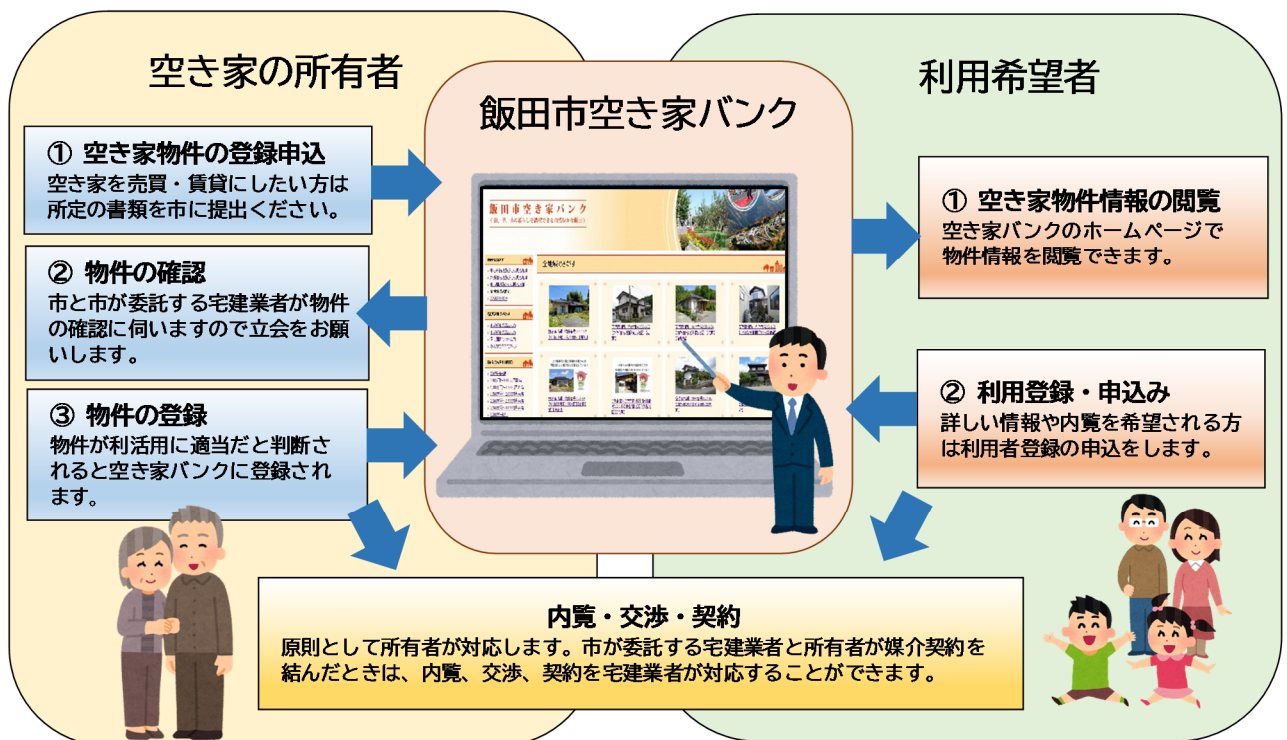 空き家の所有者
① 空き家物件の登録申込
空き家を売買・賃貸にしたい方は
所定の書類を市に提出ください。
② 物件の確認
市と市が委託する宅建業者が物件
の確認に伺いますので立会をお願
いします。
③ 物件の登録
物件が利活用に適当だと判断さ
れると空き家バンクに登録され
ます。
飯田市空き家バンク
飯田市空き家バンク
利用希望者
① 空き家物件情報の閲覧
空き家バンクのホームページで
物件情報を閲覧できます。
② 利用登録・申込み
詳しい情報や内覧を希望される方
は利用者登録の申込をします。
内覧・交渉・契約
原則として所有者が対応します。市が委託する宅建業者と所有者が媒介契約を
結んだときは、内覧、交渉、契約を宅建業者が対応することができます。